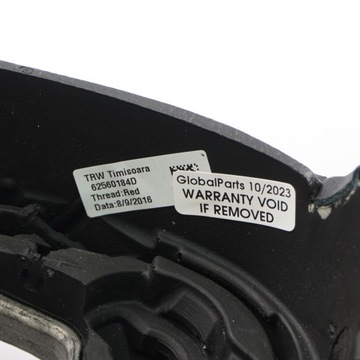 TRW Timisoara
62560184D
Thread:Red
Data:8/9/2016
GlobalParts 10/2023
WARRANTY VOID
IF REMOVED